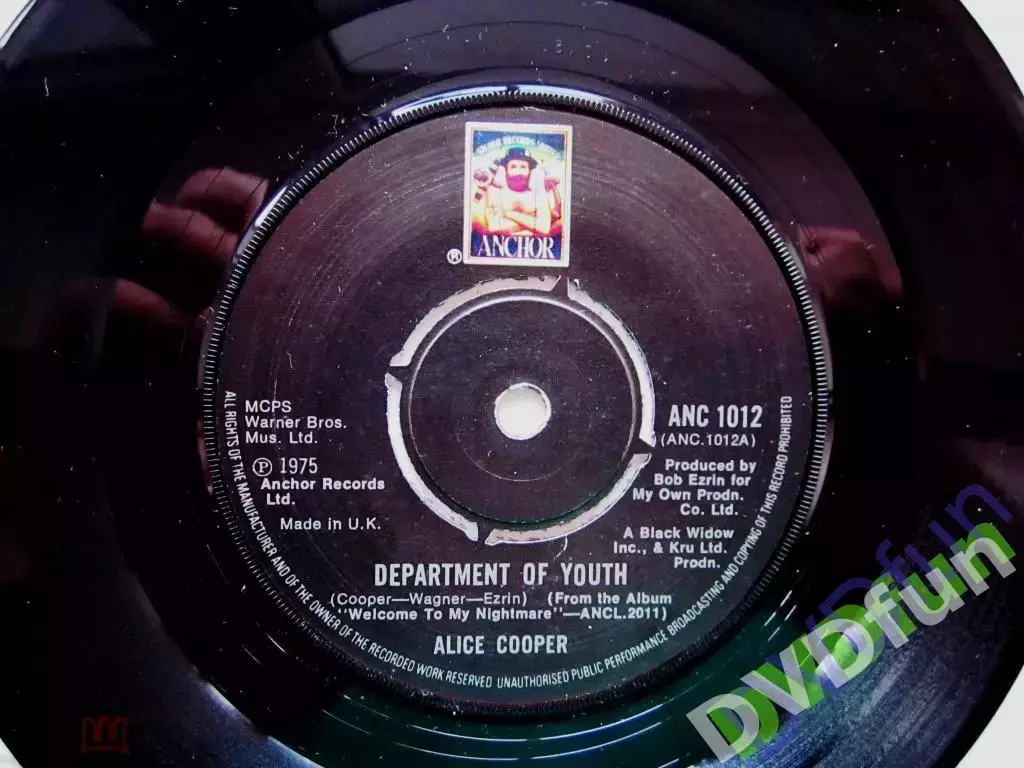 ANCHOR RECORDS
ANCHOR
®
MCPS
Warner Bros.
Mus. Ltd.
℗ 1975
Anchor Records
Ltd.
Made in U.K.
ANC 1012
(ANC.1012A)
Produced by
Bob Ezrin for
My Own Prodn.
Co. Ltd.
A Black Widow
Inc., & Kru Ltd.
Prodn.
DEPARTMENT OF YOUTH
(Cooper—Wagner—Ezrin) (From the Album
"Welcome To My Nightmare"—ANCL.2011)
ALICE COOPER
ALL RIGHTS OF THE MANUFACTURER AND OF THE OWNER OF THE RECORDED WORK RESERVED UNAUTHORISED PUBLIC PERFORMANCE BROADCASTING AND COPYING OF THIS RECORD PROHIBITED
DVDfun